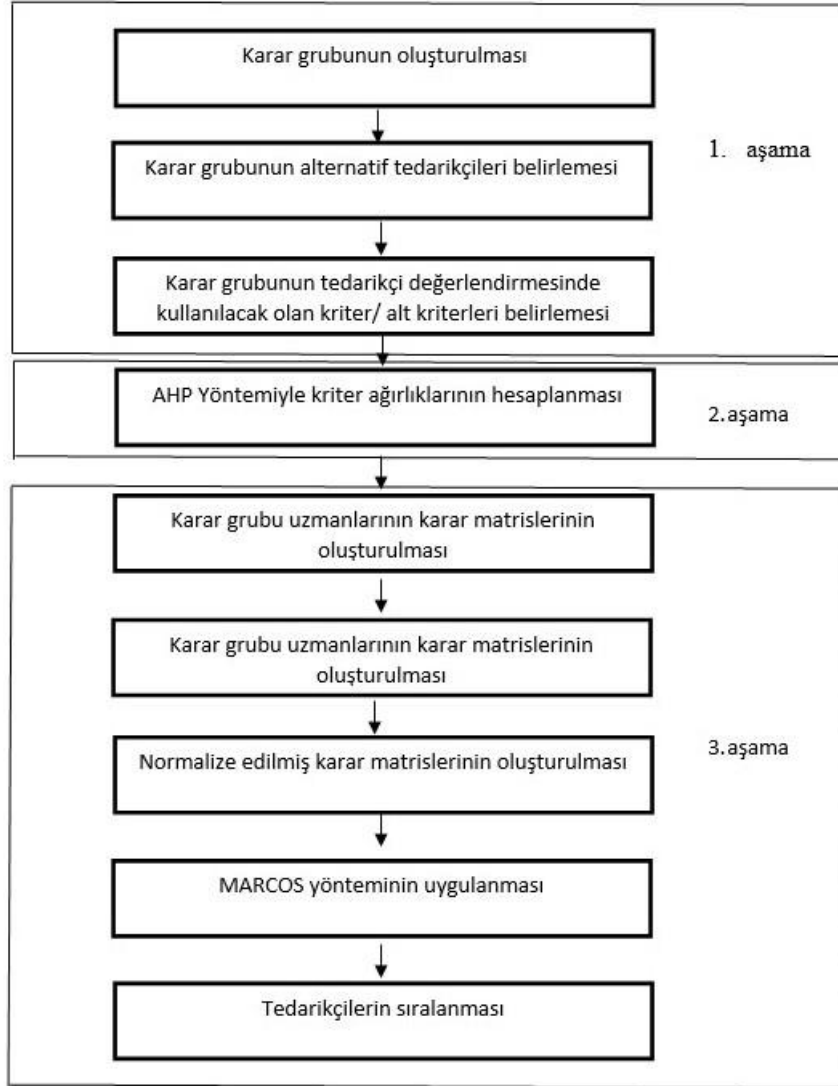 Karar grubunun oluşturulması
Karar grubunun alternatif tedarikçileri belirlemesi
1. aşama
Karar grubunun tedarikçi değerlendirmesinde
kullanılacak olan kriter/ alt kriterleri belirlemesi
AHP Yöntemiyle kriter ağırlıklarının hesaplanması
2.aşama
Karar grubu uzmanlarının karar matrislerinin
oluşturulması
Karar grubu uzmanlarının karar matrislerinin
oluşturulması
Normalize edilmiş karar matrislerinin oluşturulması
3.aşama
MARCOS yönteminin uygulanması
Tedarikçilerin sıralanması